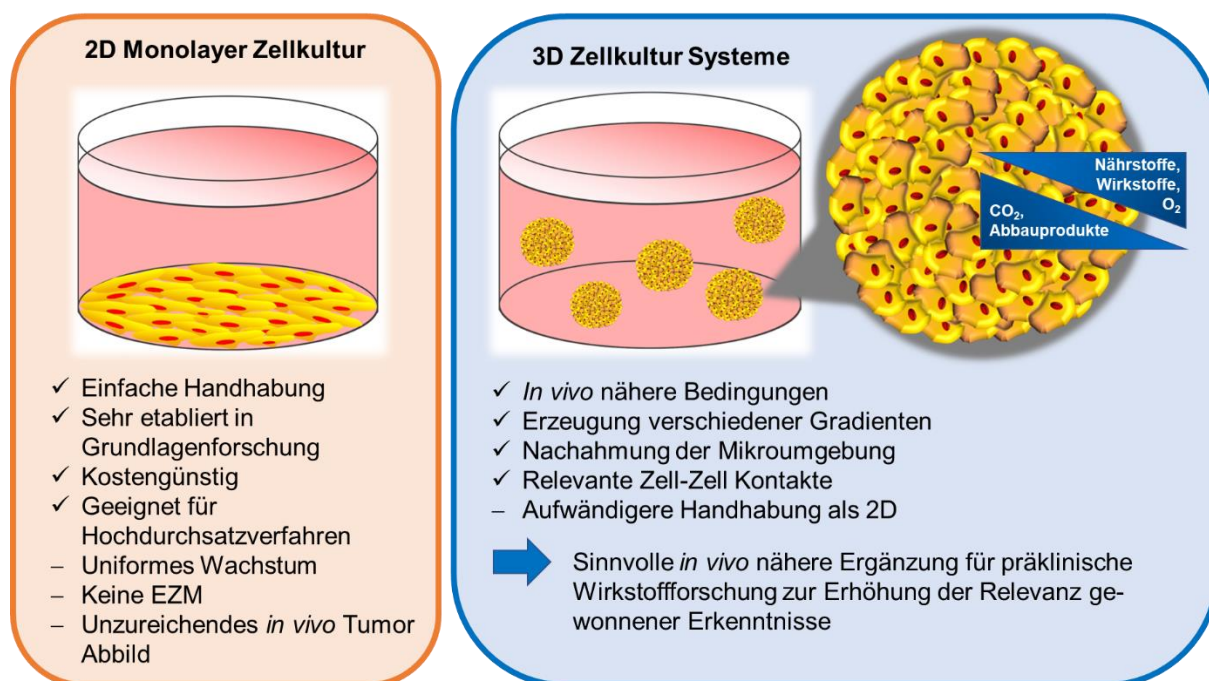 2D Monolayer Zellkultur
✓ Einfache Handhabung
✓ Sehr etabliert in
Grundlagenforschung
✓ Kostengünstig
✓ Geeignet für
Hochdurchsatzverfahren
– Uniformes Wachstum
– Keine EZM
– Unzureichendes in vivo Tumor
Abbild
3D Zellkultur Systeme
Nährstoffe,
Wirkstoffe,
O₂
CO₂,
Abbauprodukte
✓ In vivo nähere Bedingungen
✓ Erzeugung verschiedener Gradienten
✓ Nachahmung der Mikroumgebung
✓ Relevante Zell-Zell Kontakte
– Aufwändigere Handhabung als 2D
Sinnvolle in vivo nähere Ergänzung für präklinische
Wirkstoffforschung zur Erhöhung der Relevanz ge-
wonnener Erkenntnisse